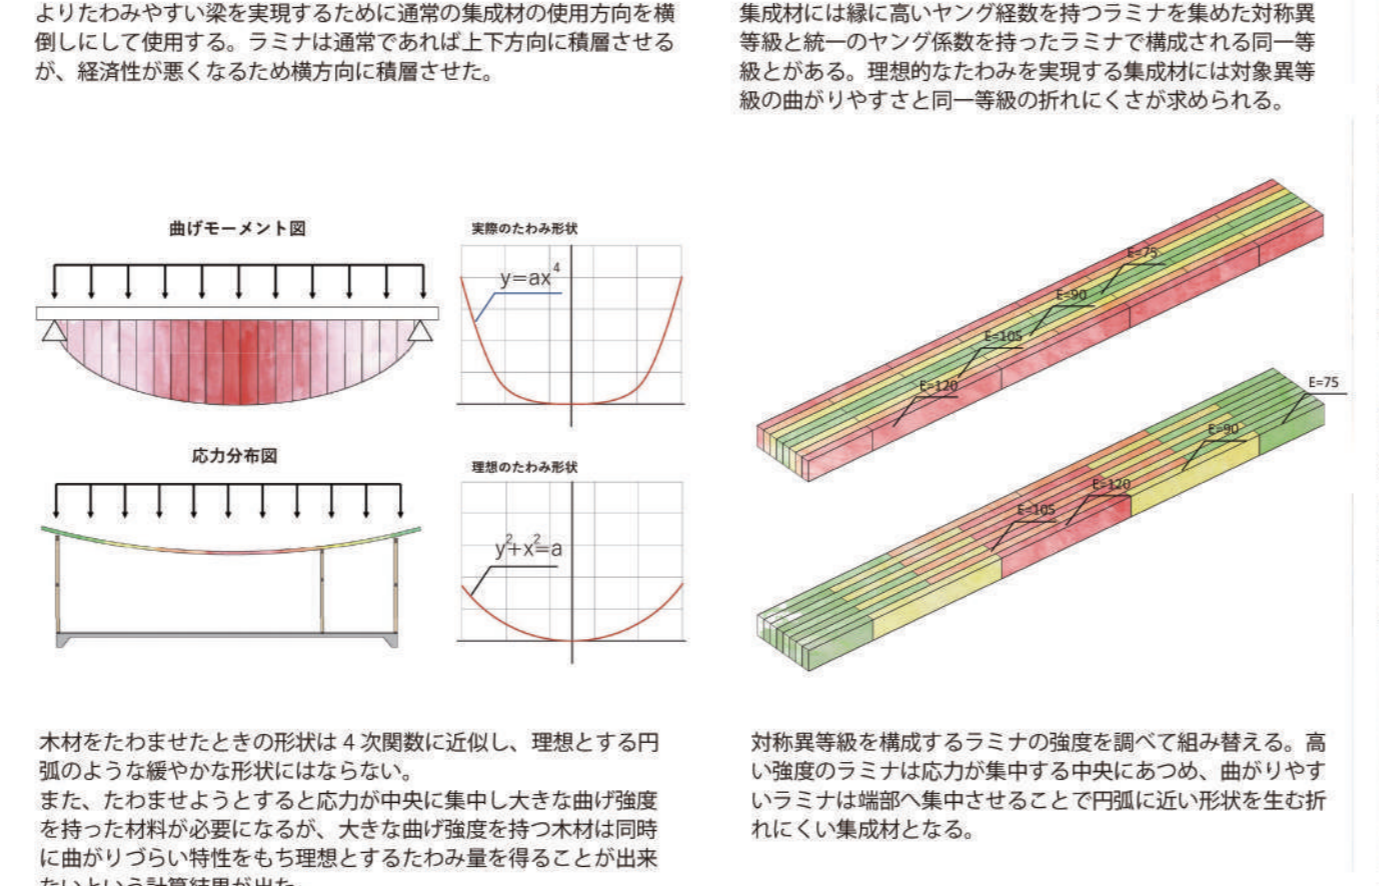 よりたわみやすい梁を実現するために通常の集成材の使用方向を横
倒しにして使用する。ラミナは通常であれば上下方向に積層させる
が、経済性が悪くなるため横方向に積層させた。
曲げモーメント図
実際のたわみ形状
y=ax⁴
応力分布図
理想のたわみ形状
y²+x²=a
木材をたわませたときの形状は 4 次関数に近似し、理想とする円
弧のような緩やかな形状にはならない。
また、たわませようとすると応力が中央に集中し大きな曲げ強度
を持った材料が必要になるが、大きな曲げ強度を持つ木材は同時
に曲がりづらい特性をもち理想とするたわみ量を得ることが出来
集成材には縁に高いヤング経数を持つラミナを集めた対称異
等級と統一のヤング係数を持ったラミナで構成される同一等
級とがある。理想的なたわみを実現する集成材には対象異等
級の曲がりやすさと同一等級の折れにくさが求められる。
E=75
E=90
E=105
E=120
E=75
E=90
E=120
E=105
対称異等級を構成するラミナの強度を調べて組み替える。高
い強度のラミナは応力が集中する中央にあつめ、曲がりやす
いラミナは端部へ集中させることで円弧に近い形状を生む折
れにくい集成材となる。